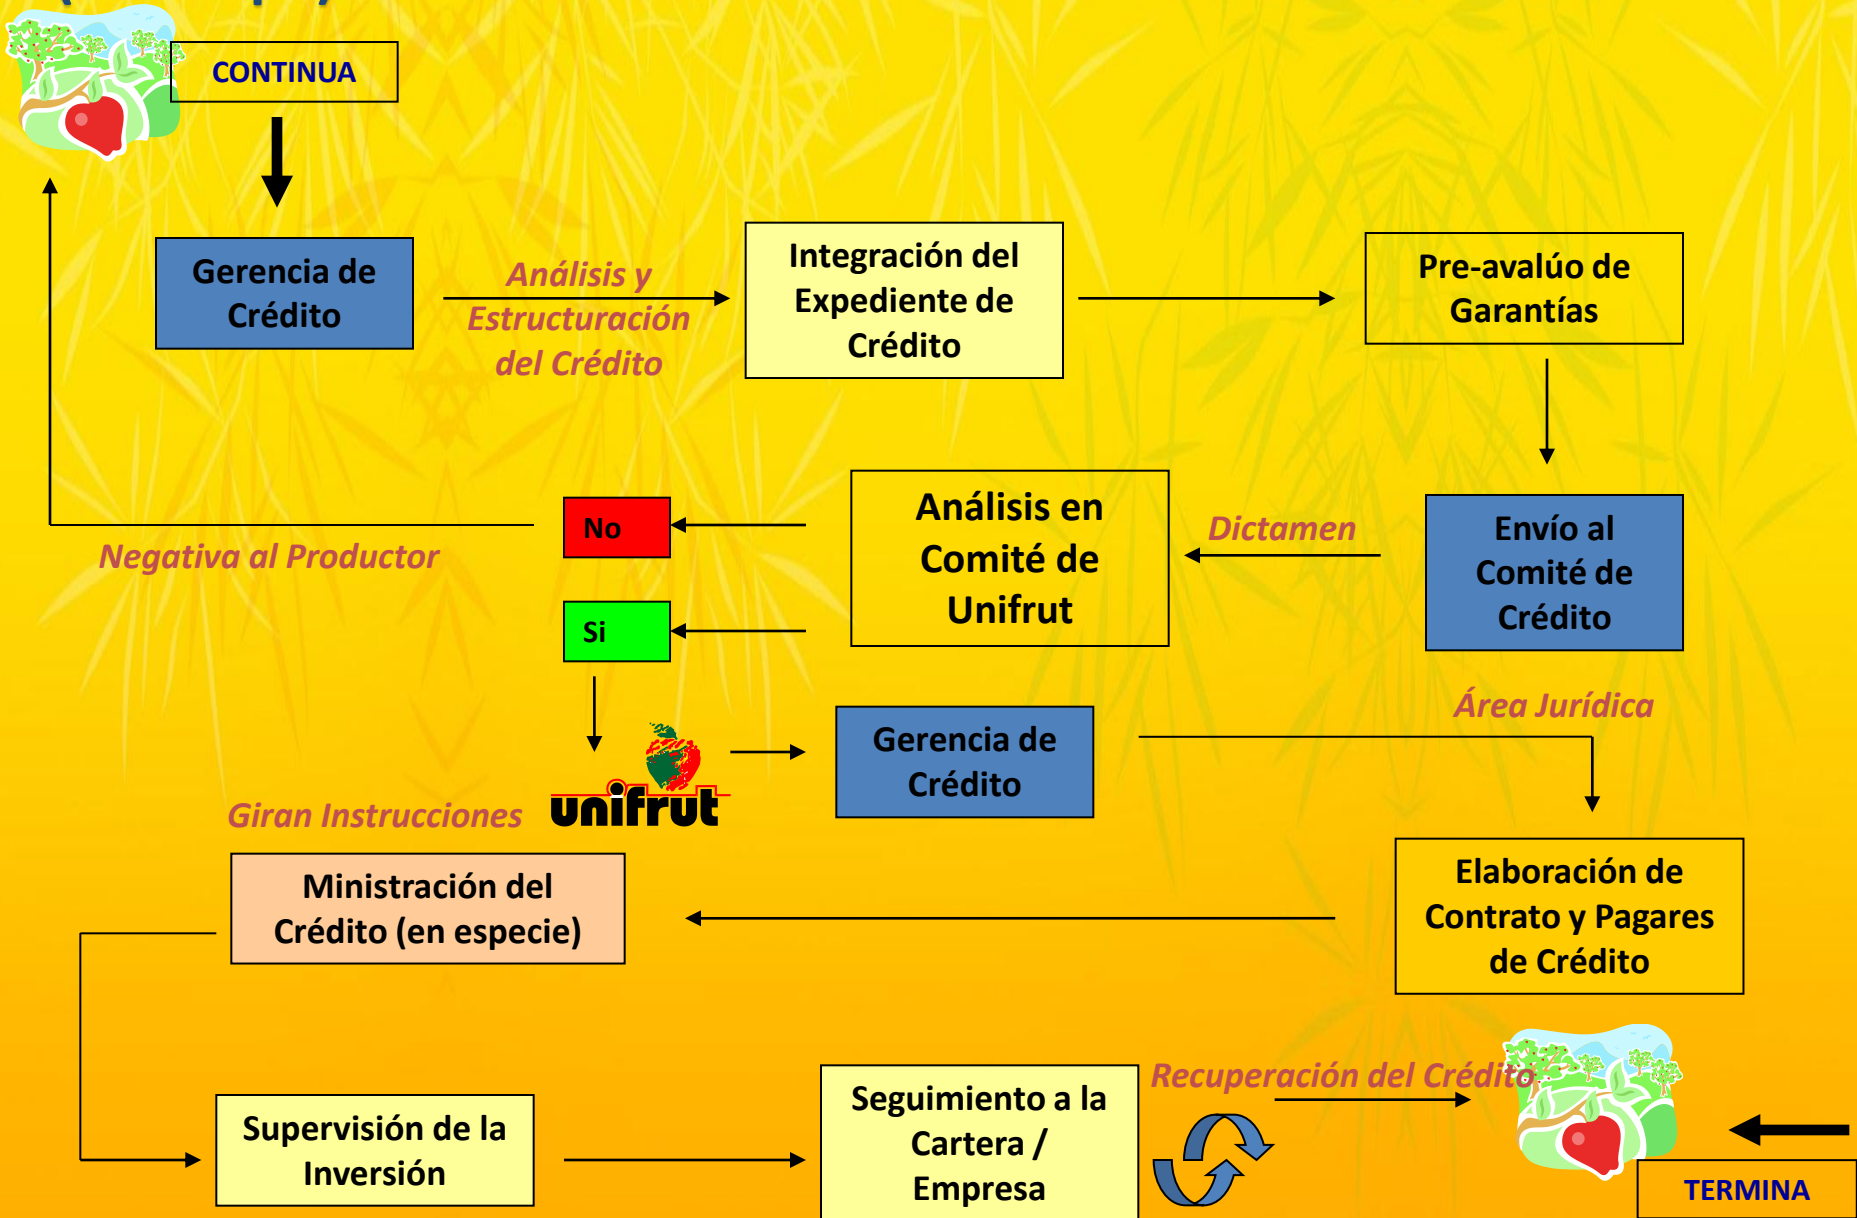 CONTINUA
Gerencia de
Crédito
Análisis y
Estructuración
del Crédito
Integración del
Expediente de
Crédito
Pre-avalúo de
Garantías
No
Negativa al Productor
Análisis en
Comité de
Unifrut
Dictamen
Envío al
Comité de
Crédito
Si
Área Jurídica
Gerencia de
Crédito
unifrut
Giran Instrucciones
Ministración del
Crédito (en especie)
Elaboración de
Contrato y Pagares
de Crédito
Supervisión de la
Inversión
Seguimiento a la
Cartera /
Empresa
Recuperación del Crédito
TERMINA